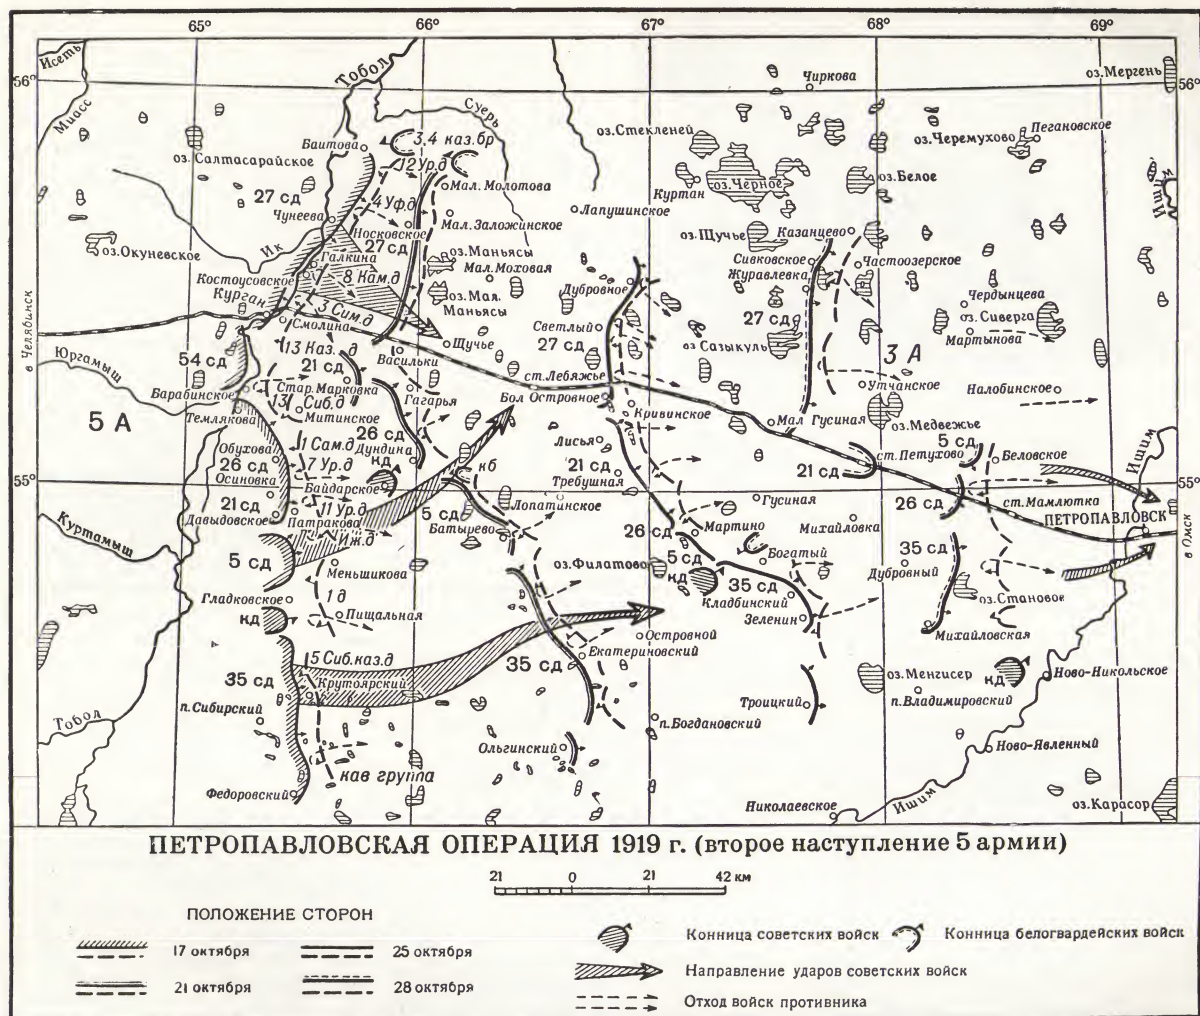 65° 66° 67° 68° 69°
56° 56°
55° 55°
Исеть
Миасс
Тобол
Суерь
Чиркова
оз.Мергень
оз.Стекленей
оз.Черемухово
Пегановское
Баитова
3,4 каз.бр
оз.Салтасарайское
12 Ур.д
Мал.Молотова
Куртан
оз.Черное
оз.Белое
Ишим
27 сд
4 Уф.д
Чунеева
Носковское
Мал.Заложинское
Лапушинское
27 сд
оз.Щучье
Казанцево
оз.Окуневское
Ик
Галкина
оз.Маньясы
Сивковское
Частоозерское
Костоусовское
8 Кам.д
Мал.Моховая
Дубровное
Журавлевка
Курган
оз.Мал.
Маньясы
Чердынцева
3 Сим.д
Светлый
27 сд
оз.Сиверга
Смолина
27 сд
оз.Сазыкуль
Мартынова
в Челябинск
Щучье
13 Каз. д
Васильки
3 А
Юргамыш
54 сд
21 сд
ст.Лебяжье
Утчанское
Налобинское
Барабинское
Стар.Марковка
Гагарья
Бол Островное
13 Сиб.д
Кривинское
5 А
Темлякова
Митинское
Мал Гусиная
оз.Медвежье
26 сд
Дундина
Лисья
Обухова
1 Сам.д
5 сд
Ишим
26 сд
7 Ур.д
кд
кб
21 сд
ст.Петухово
Беловское
Осиновка
Байдарское
Требушная
21 сд
21 сд
11 Ур.д
Лопатинское
Гусиная
26 сд
ст.Мамлютка
Давыдовское
Патракова
5 сд
Батырево
26 сд
Мартино
Михайловка
ПЕТРОПАВЛОВСК
Куртамыш
Иж.д
35 сд
в Омск
5 сд
Меньшикова
оз.Филатово
5 сд
Богатый
Дубровный
кд
35 сд
Гладковское
1 д
Кладбинский
оз.Становое
кд
Пищальная
Зеленин
Островной
Михайловская
Екатериновский
35 сд
5 Сиб.каз.д
35 сд
оз.Менгисер
кд
Ново-Никольское
Крутоярский
п.Владимировский
п.Сибирский
Троицкий
Тобол
п.Богдановский
Ольгинский
Ново-Явленный
кав группа
Федоровский
Николаевское
Ишим
оз.Карасор
ПЕТРОПАВЛОВСКАЯ ОПЕРАЦИЯ 1919 г. (второе наступление 5 армии)
21 0 21 42 км
ПОЛОЖЕНИЕ СТОРОН
17 октября
25 октября
21 октября
28 октября
Конница советских войск
Конница белогвардейских войск
Направление ударов советских войск
Отход войск противника